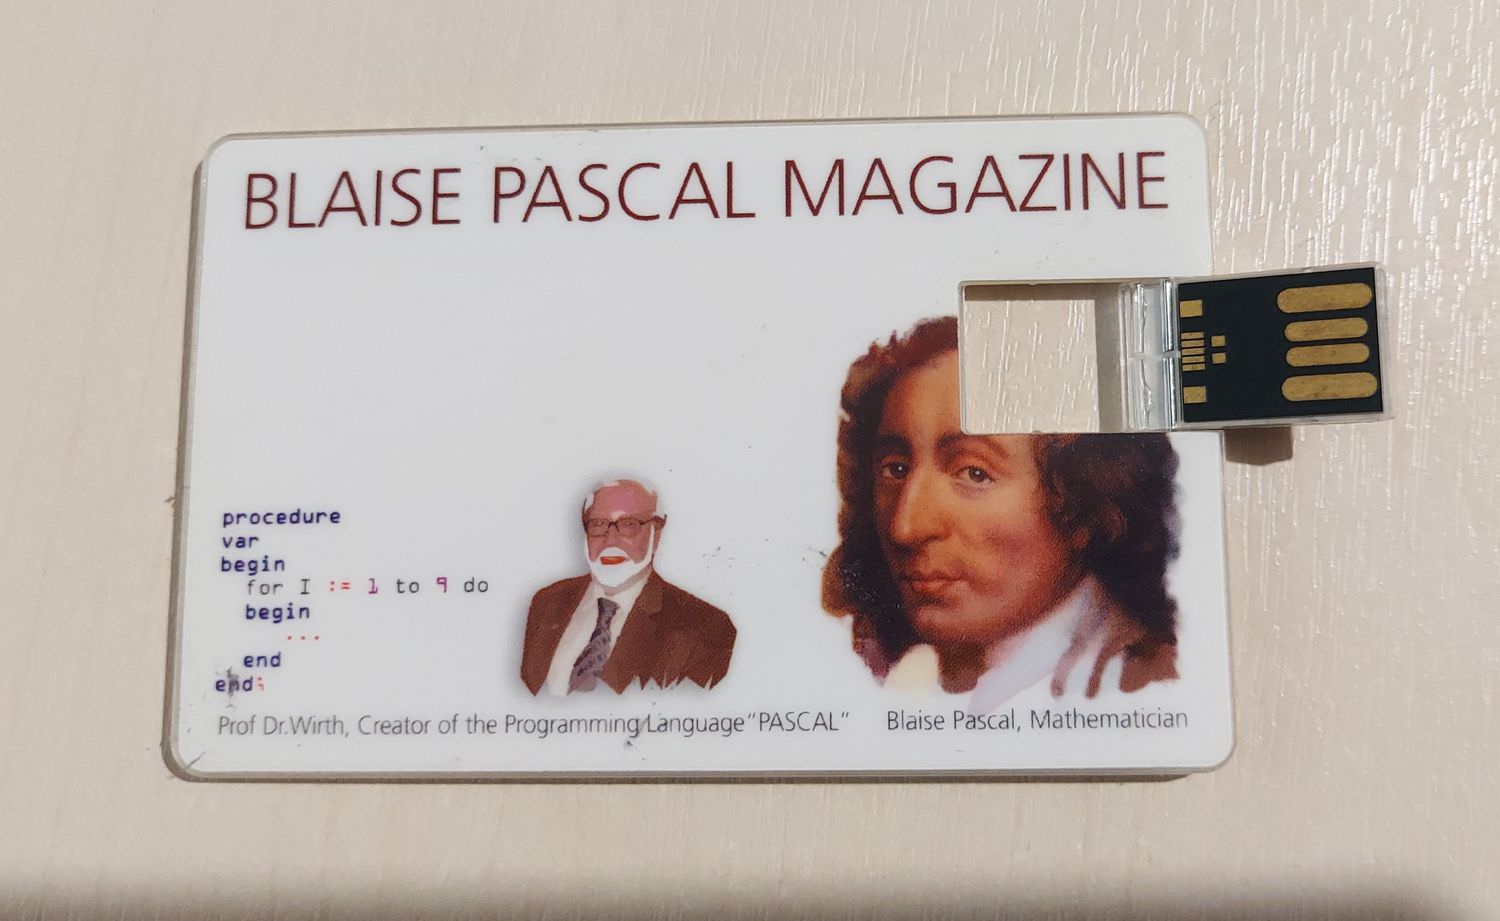 BLAISE PASCAL MAGAZINE
procedure
var
begin
for I := 1 to 9 do
begin
...
end
end;
Prof Dr.Wirth, Creator of the Programming Language "PASCAL"
Blaise Pascal, Mathematician